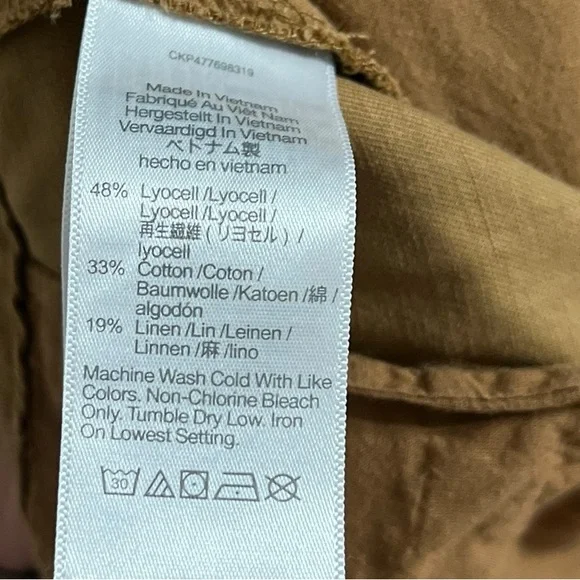 CKP477698319
Made In Vietnam
Fabriqué Au Viêt Nam
Hergestellt In Vietnam
Vervaardigd In Vietnam
ベトナム製
hecho en vietnam
48% Lyocell /Lyocell /
Lyocell /Lyocell /
再生繊維 ( リヨセル ) /
lyocell
33% Cotton /Coton /
Baumwolle /Katoen /綿 /
algodón
19% Linen /Lin /Leinen /
Linnen /麻 /lino
Machine Wash Cold With Like
Colors. Non-Chlorine Bleach
Only. Tumble Dry Low. Iron
On Lowest Setting.
30